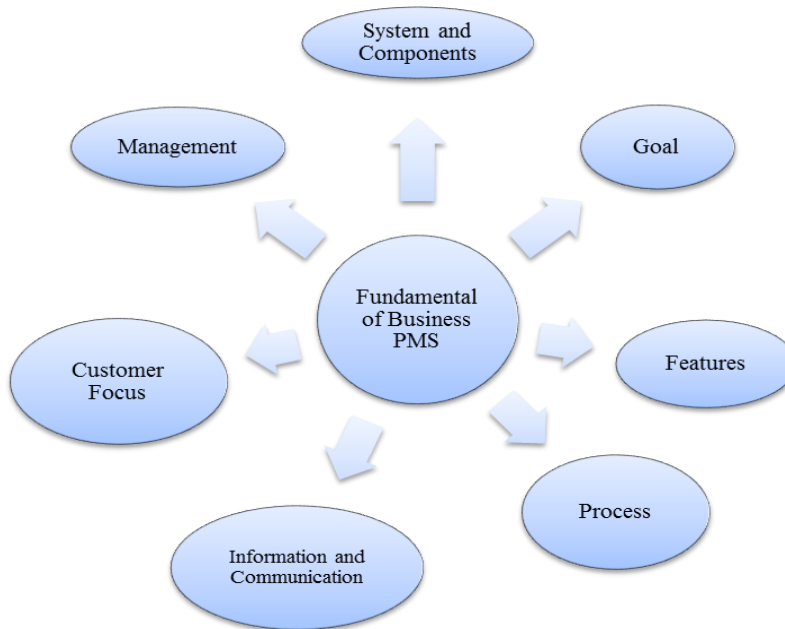 System and
Components
Management
Goal
Fundamental
of Business
PMS
Customer
Focus
Features
Process
Information and
Communication